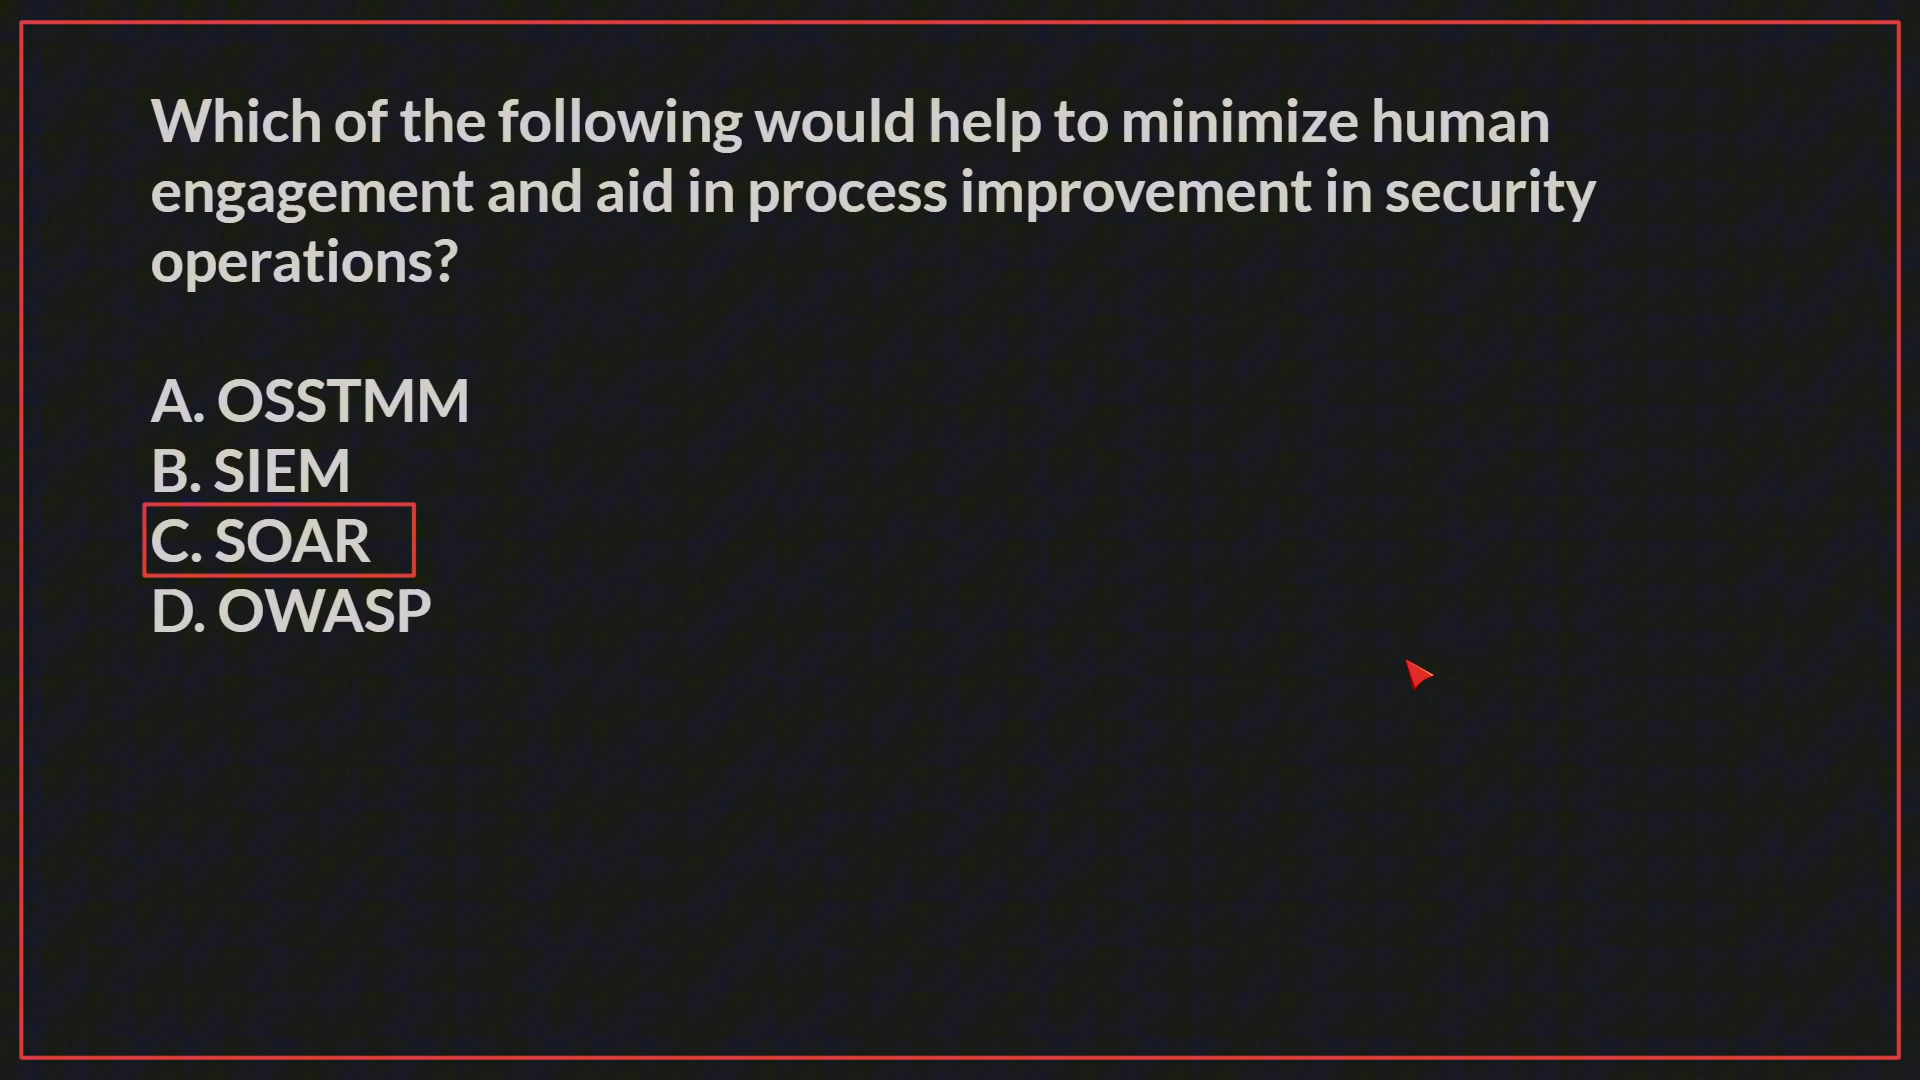 Which of the following would help to minimize human
engagement and aid in process improvement in security
operations?
A. OSSTMM
B. SIEM
C. SOAR
D. OWASP